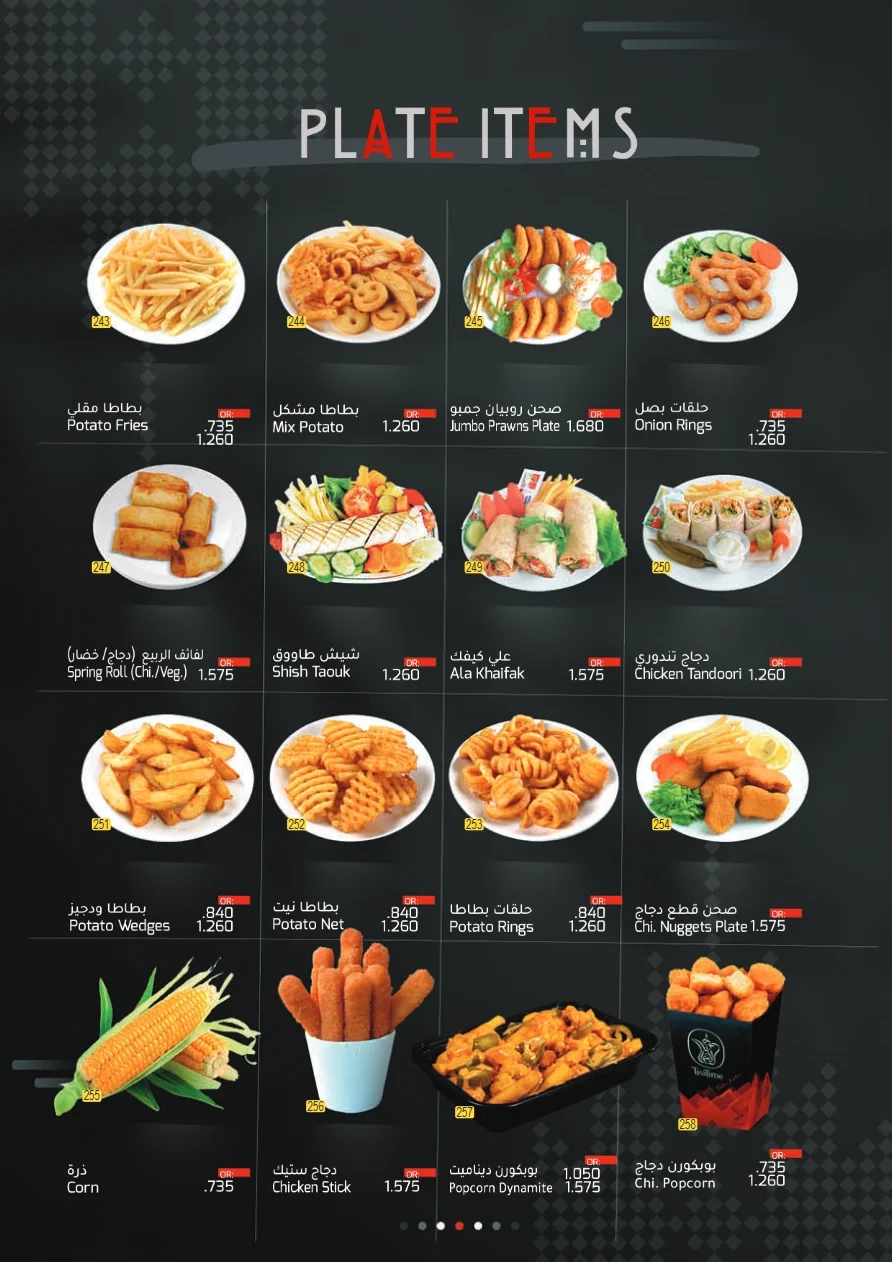 PLATE ITEMS
243
244
245
246
بطاطا مقلي
Potato Fries
OR:
.735
1.260
بطاطا مشكل
Mix Potato
OR:
1.260
صحن روبيان جمبو
Jumbo Prawns Plate
OR:
1.680
حلقات بصل
Onion Rings
OR:
.735
1.260
247
248
249
250
لفائف الربيع (دجاج/ خضار)
Spring Roll (Chi./Veg.)
OR:
1.575
شيش طاووق
Shish Taouk
OR:
1.260
علي كيفك
Ala Khaifak
OR:
1.575
دجاج تندوري
Chicken Tandoori
OR:
1.260
251
252
253
254
بطاطا ودجيز
Potato Wedges
OR:
.840
1.260
بطاطا نيت
Potato Net
OR:
.840
1.260
حلقات بطاطا
Potato Rings
OR:
.840
1.260
صحن قطع دجاج
Chi. Nuggets Plate
OR:
1.575
TeaTime
255
256
257
258
ذرة
Corn
OR:
.735
دجاج ستيك
Chicken Stick
OR:
1.575
بوبكورن ديناميت
Popcorn Dynamite
OR:
1.050
1.575
بوبكورن دجاج
Chi. Popcorn
OR:
.735
1.260